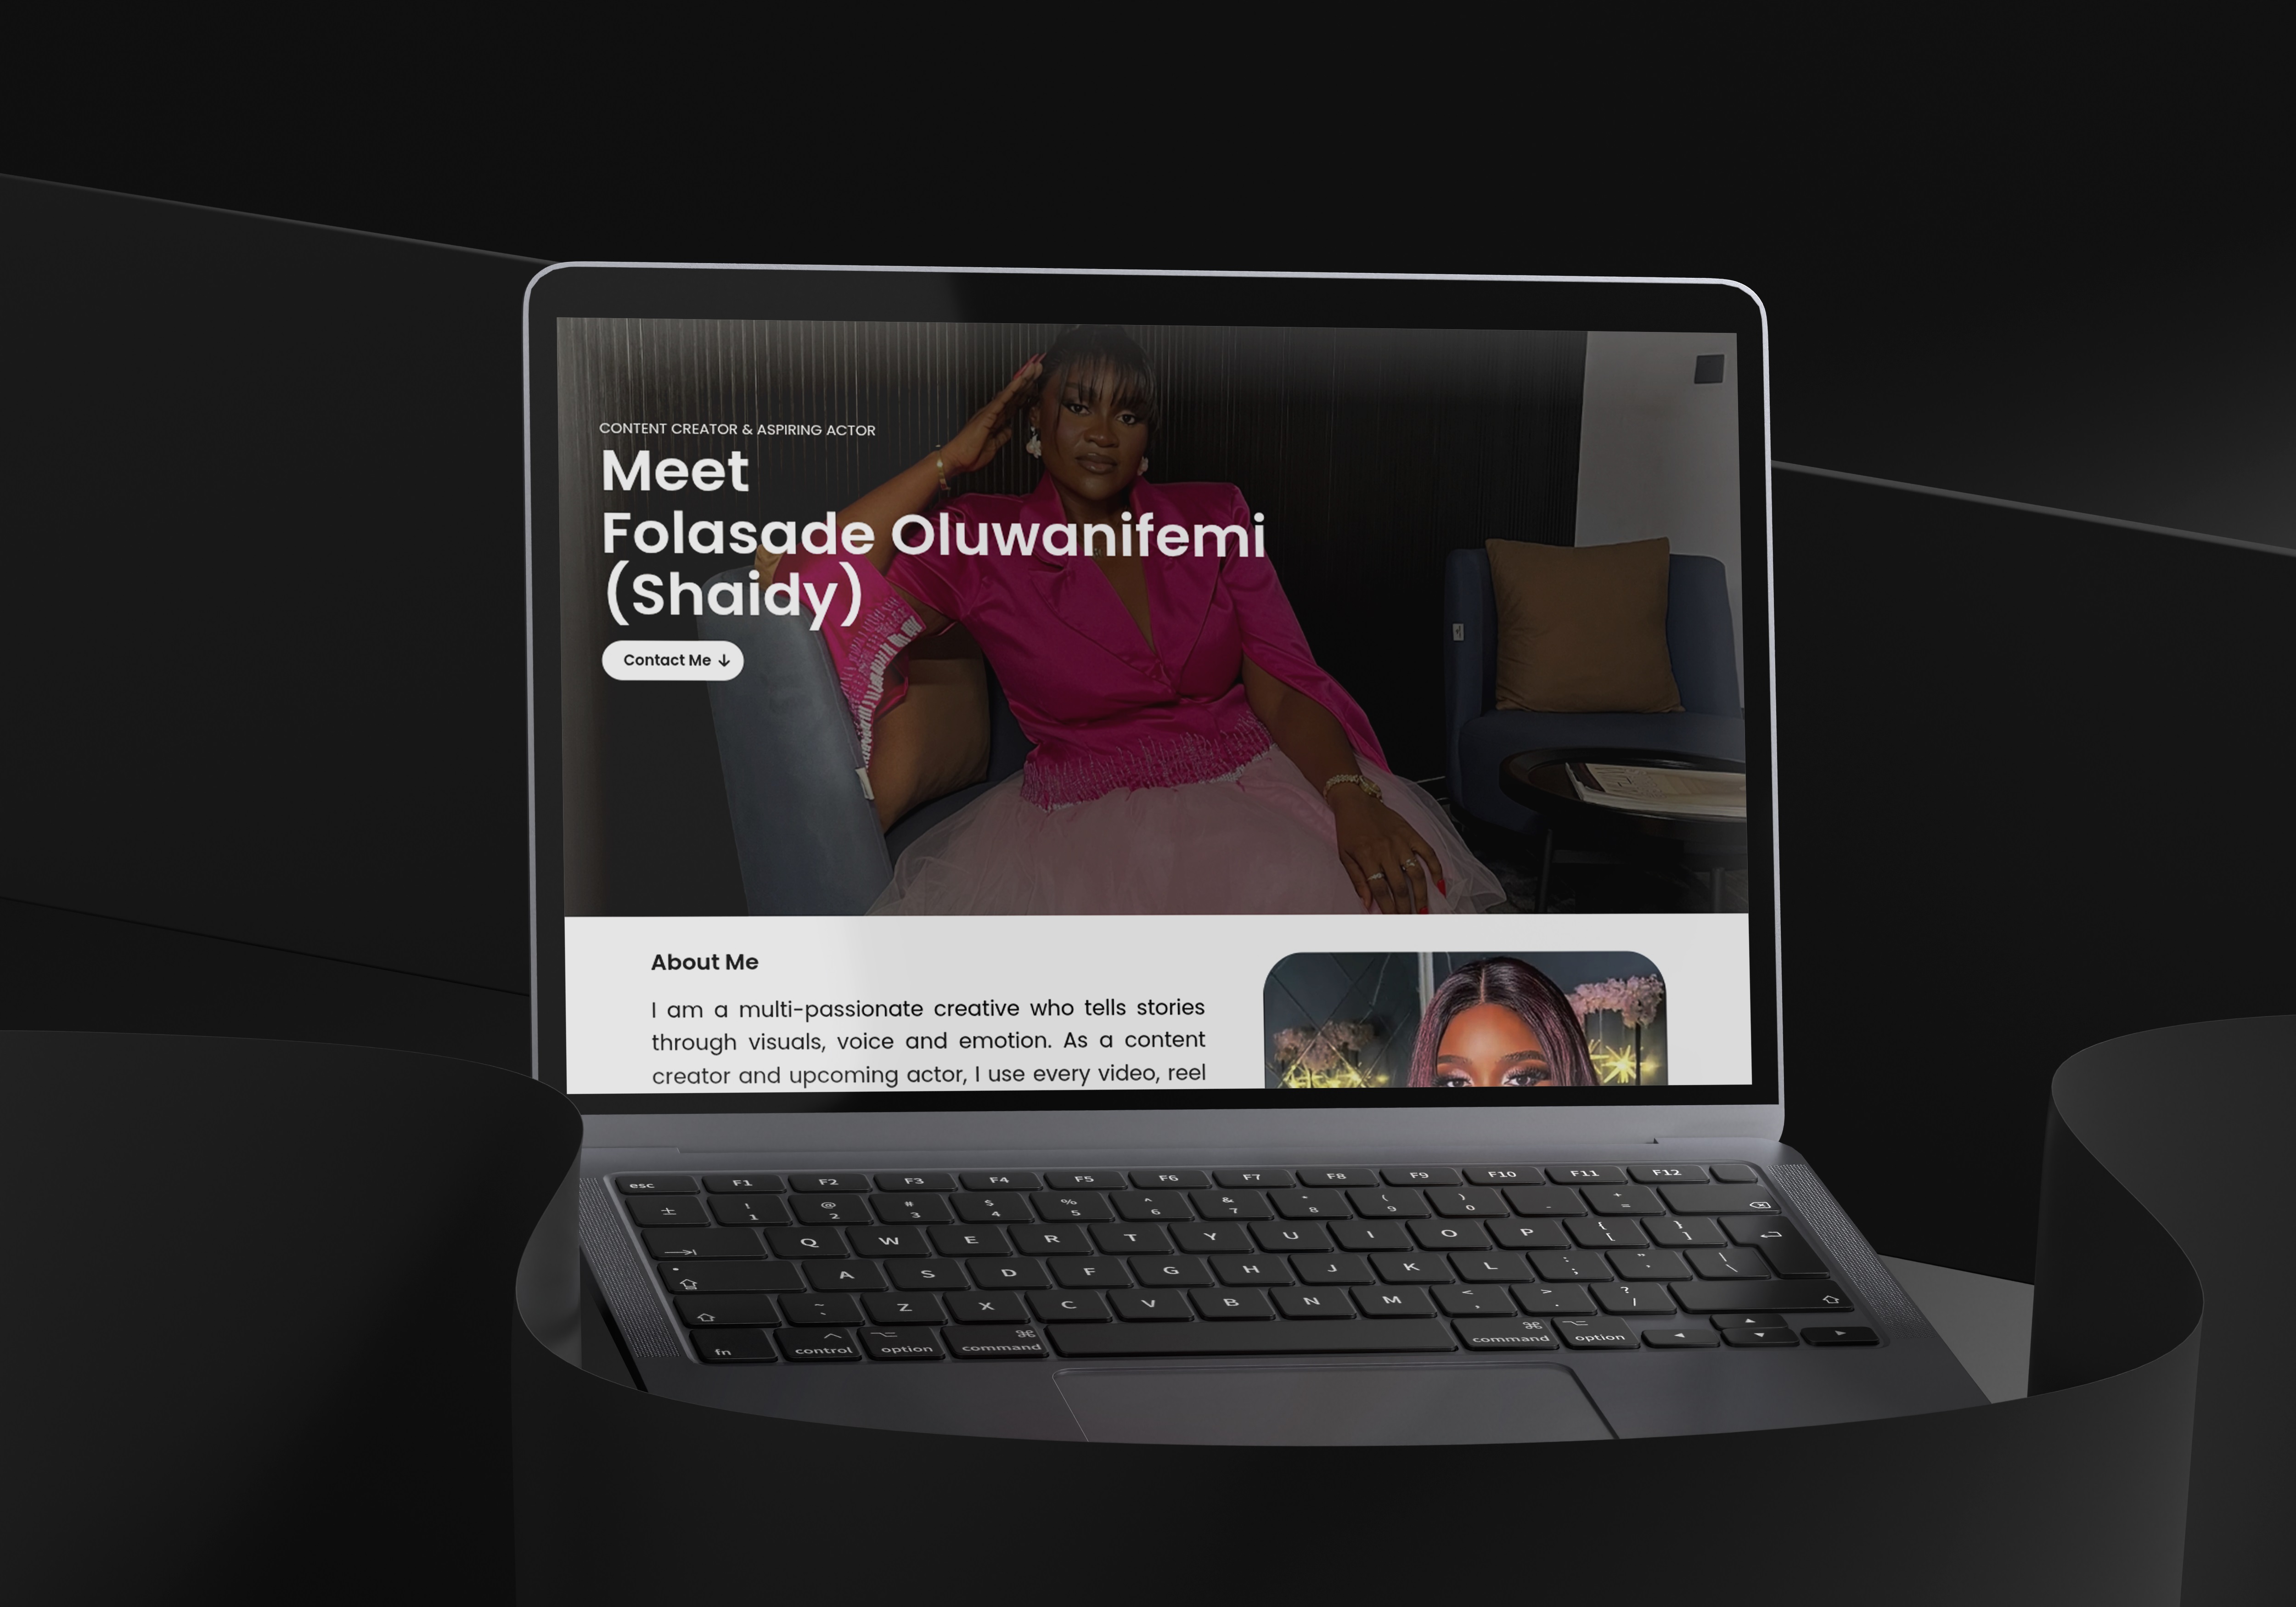 CONTENT CREATOR & ASPIRING ACTOR
Meet
Folasade Oluwanifemi
(Shaidy)
Contact Me ↓
About Me
I am a multi-passionate creative who tells stories
through visuals, voice and emotion. As a content
creator and upcoming actor, I use every video, reel
esc F1 F2 F3 F4 F5 F6 F7 F8 F9 F10 F11 F12
± ! 1 @ 2 # 3 $ 4 % 5 ^ 6 & 7 * 8 ( 9 ) 0 - + =
Q W E R T Y U I O P { [ } ]
A S D F G H J K L : ; " ' | \
~ ` Z X C V B N M < , > . ? /
fn control option command command option